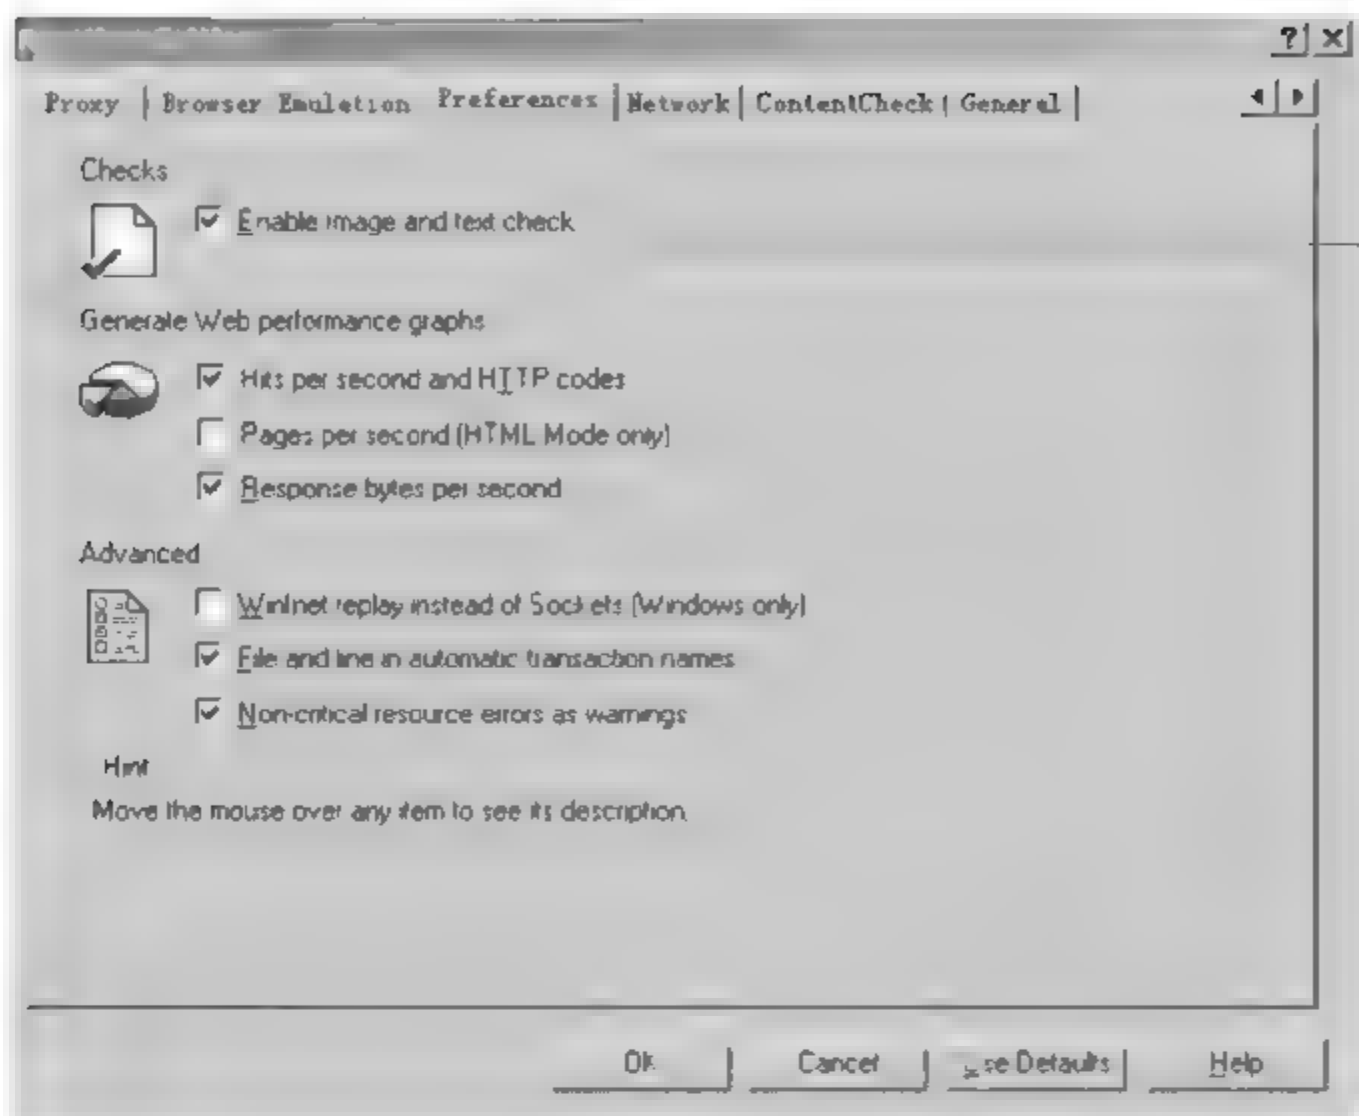 Proxy Browser Emulation Preferences Network ContentCheck General
Checks
Enable image and text check
Generate Web performance graphs
Hits per second and HTTP codes
Pages per second (HTML Mode only)
Response bytes per second
Advanced
WinInet replay instead of Sockets (Windows only)
File and line in automatic transaction names
Non-critical resource errors as warnings
Hint
Move the mouse over any item to see its description.
OK Cancel Use Defaults Help